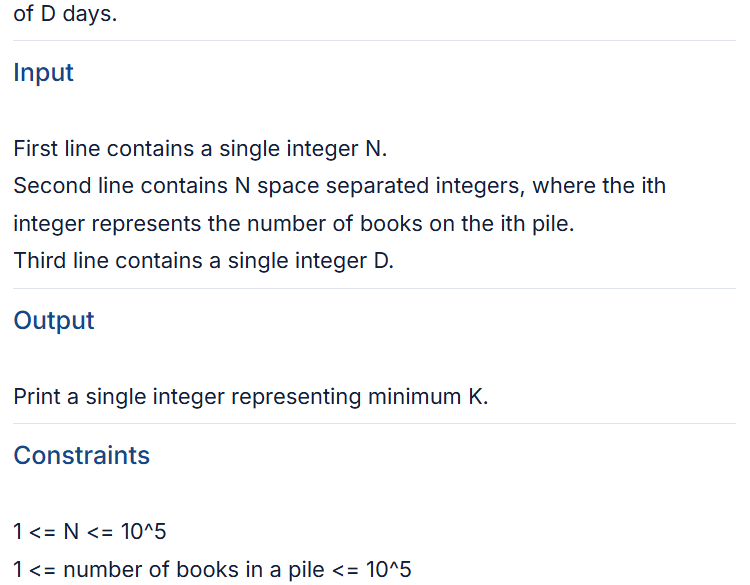 of D days.
Input
First line contains a single integer N.
Second line contains N space separated integers, where the ith
integer represents the number of books on the ith pile.
Third line contains a single integer D.
Output
Print a single integer representing minimum K.
Constraints
1 <= N <= 10^5
1 <= number of books in a pile <= 10^5